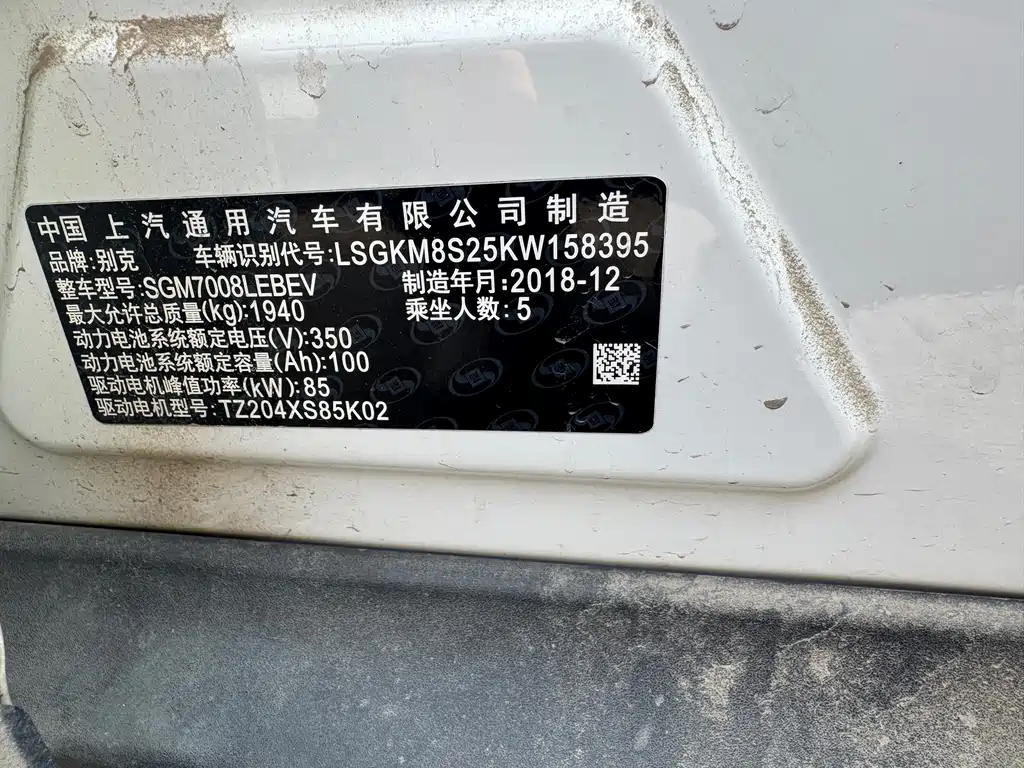 中国上汽通用汽车有限公司制造
品牌:别克 车辆识别代号:LSGKM8S25KW158395
整车型号:SGM7008LEBEV 制造年月:2018-12
最大允许总质量(kg):1940 乘坐人数:5
动力电池系统额定电压(V):350
动力电池系统额定容量(Ah):100
驱动电机峰值功率(kW):85
驱动电机型号:TZ204XS85K02